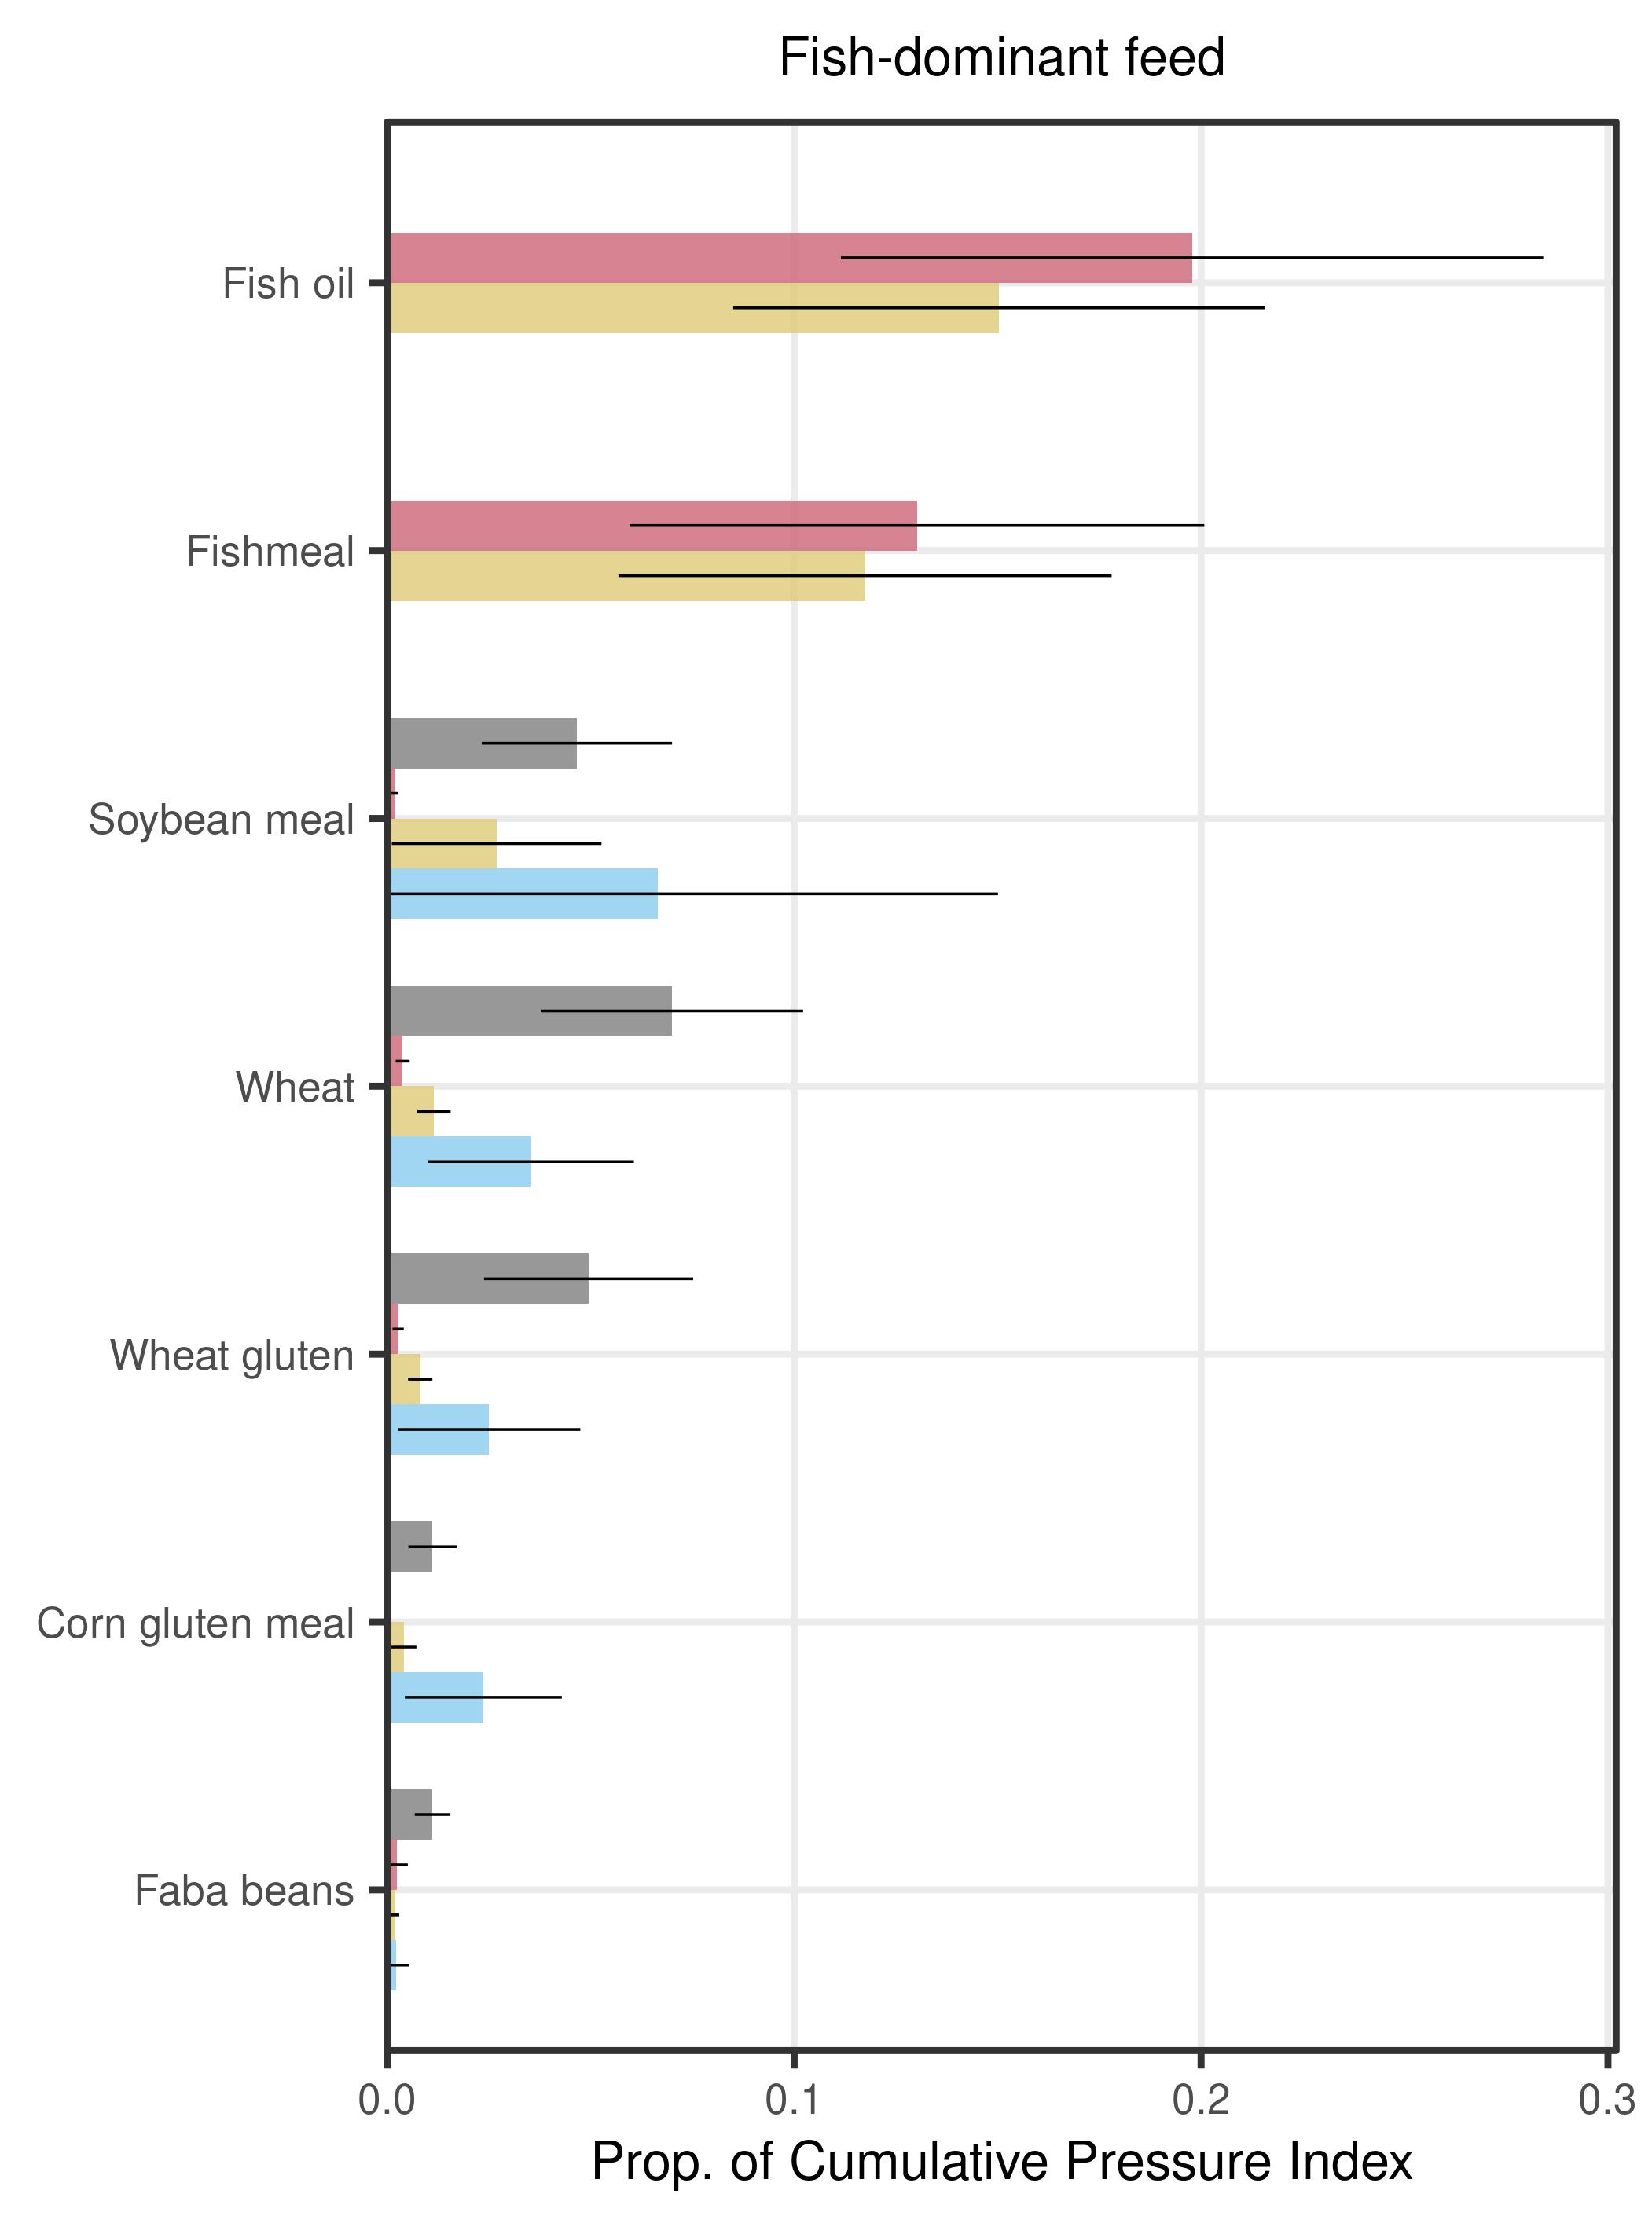 Fish-dominant feed
Fish oil
Fishmeal
Soybean meal
Wheat
Wheat gluten
Corn gluten meal
Faba beans
0.0 0.1 0.2 0.3
Prop. of Cumulative Pressure Index